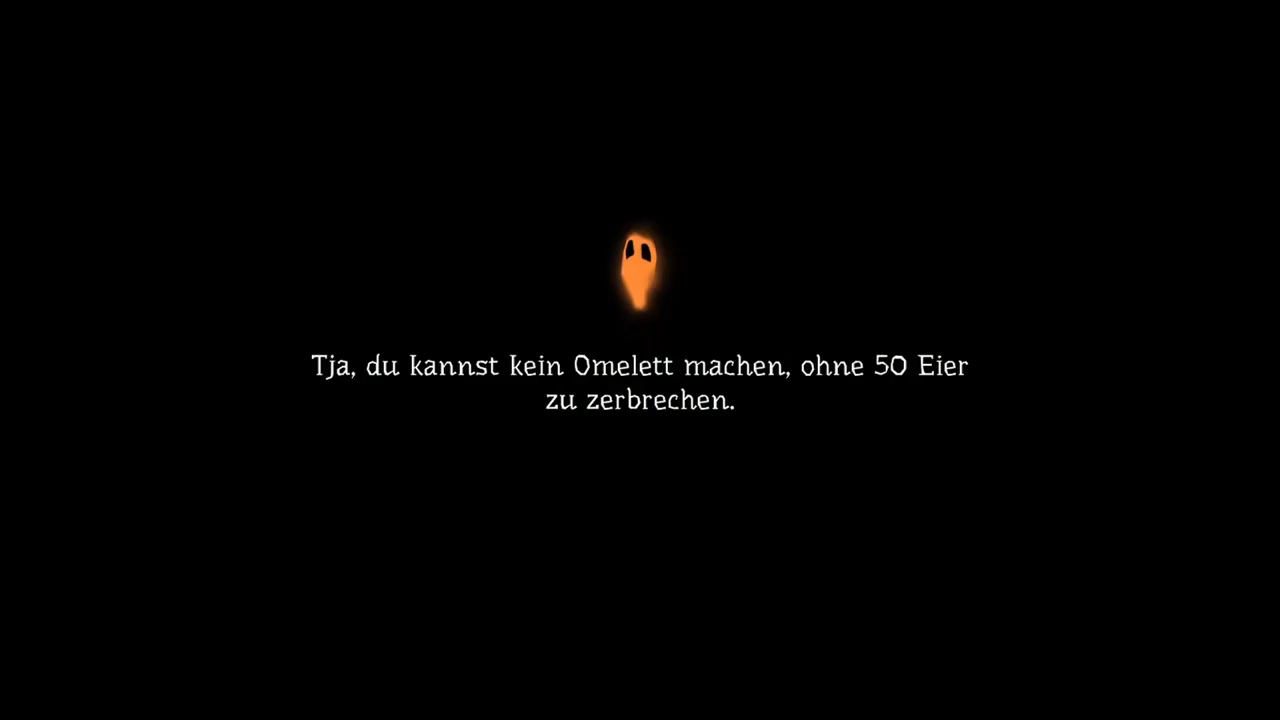 Tja, du kannst kein Omelett machen, ohne 50 Eier
zu zerbrechen.